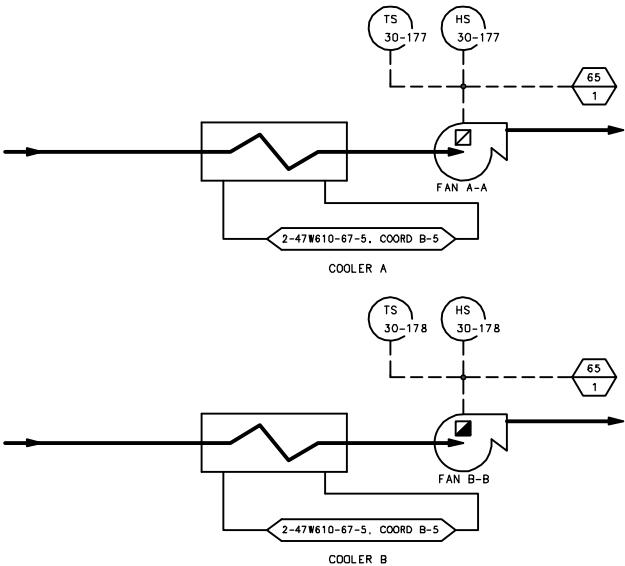 TS
30-177
HS
30-177
65
1
FAN A-A
2-47W610-67-5, COORD B-5
COOLER A
TS
30-178
HS
30-178
65
1
FAN B-B
2-47W610-67-5, COORD B-5
COOLER B